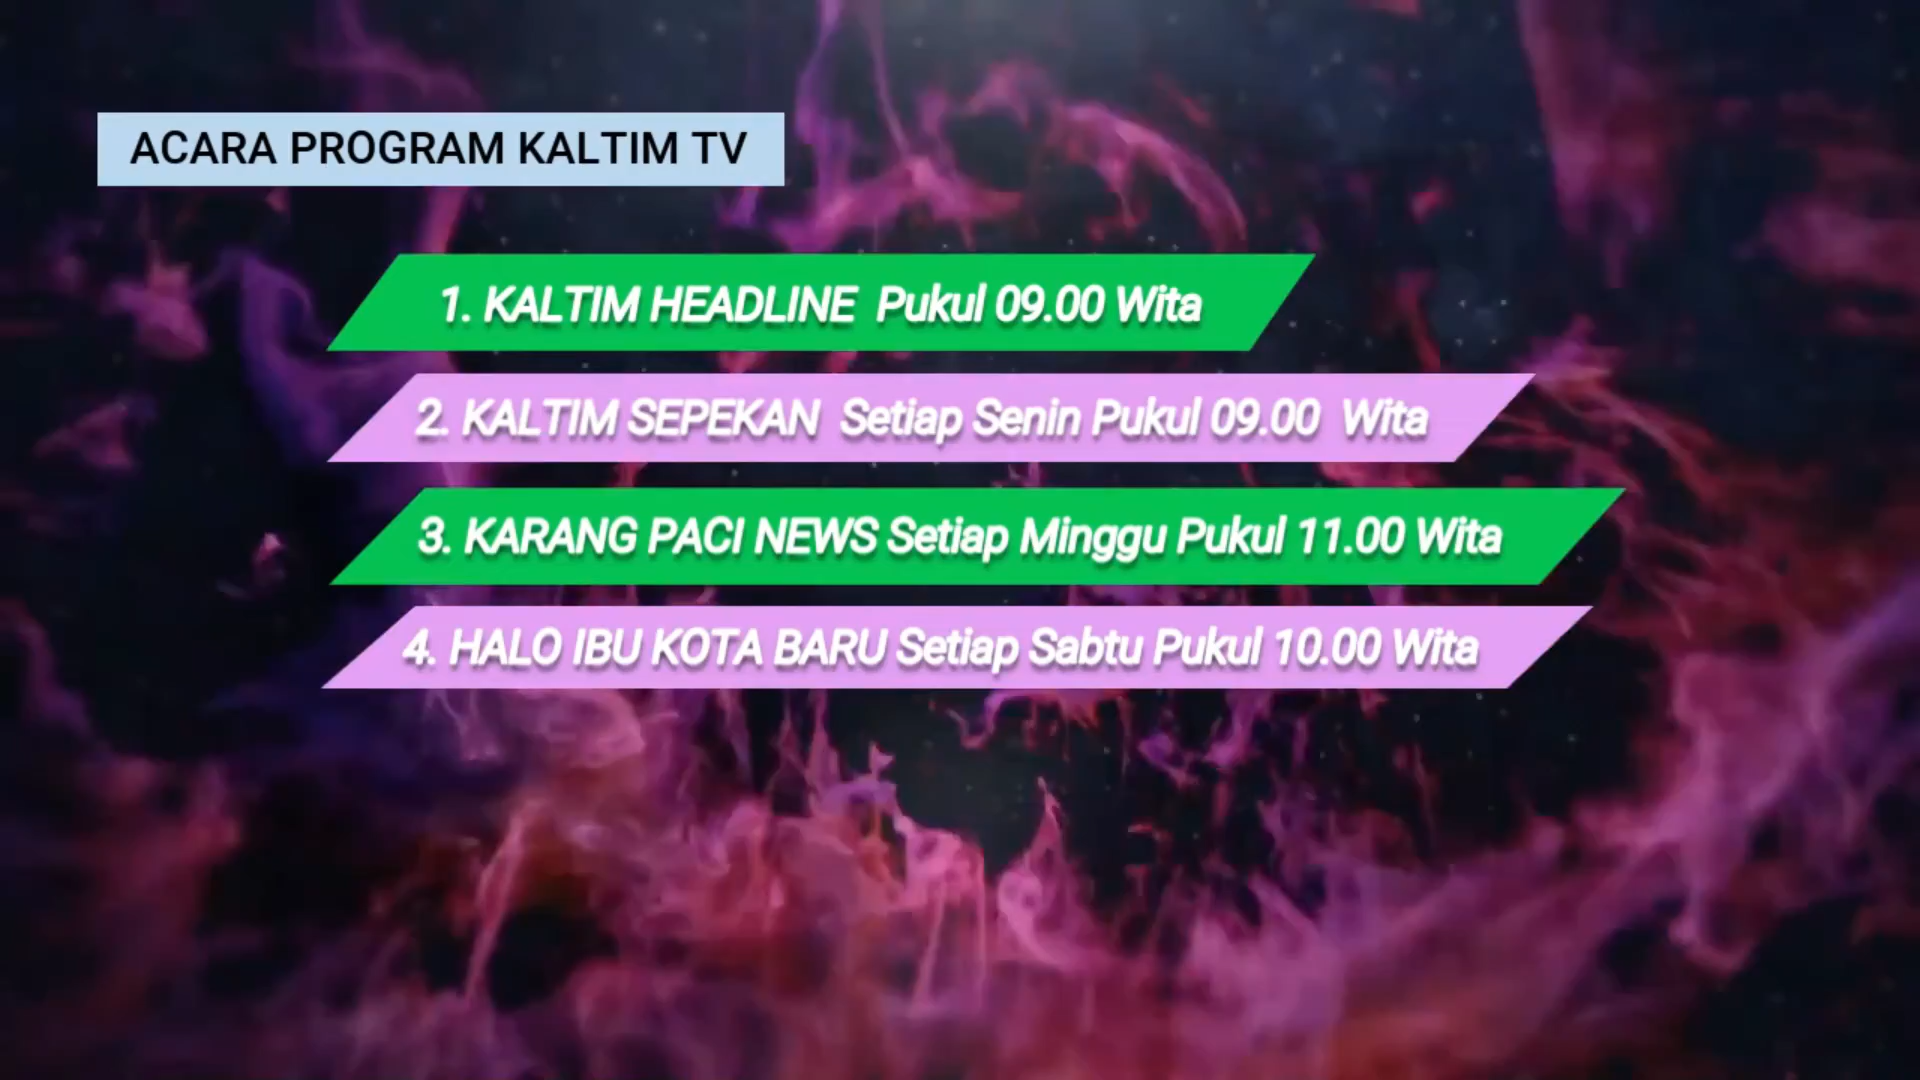 ACARA PROGRAM KALTIM TV
1. KALTIM HEADLINE Pukul 09.00 Wita
2. KALTIM SEPEKAN Setiap Senin Pukul 09.00 Wita
3. KARANG PACI NEWS Setiap Minggu Pukul 11.00 Wita
4. HALO IBU KOTA BARU Setiap Sabtu Pukul 10.00 Wita